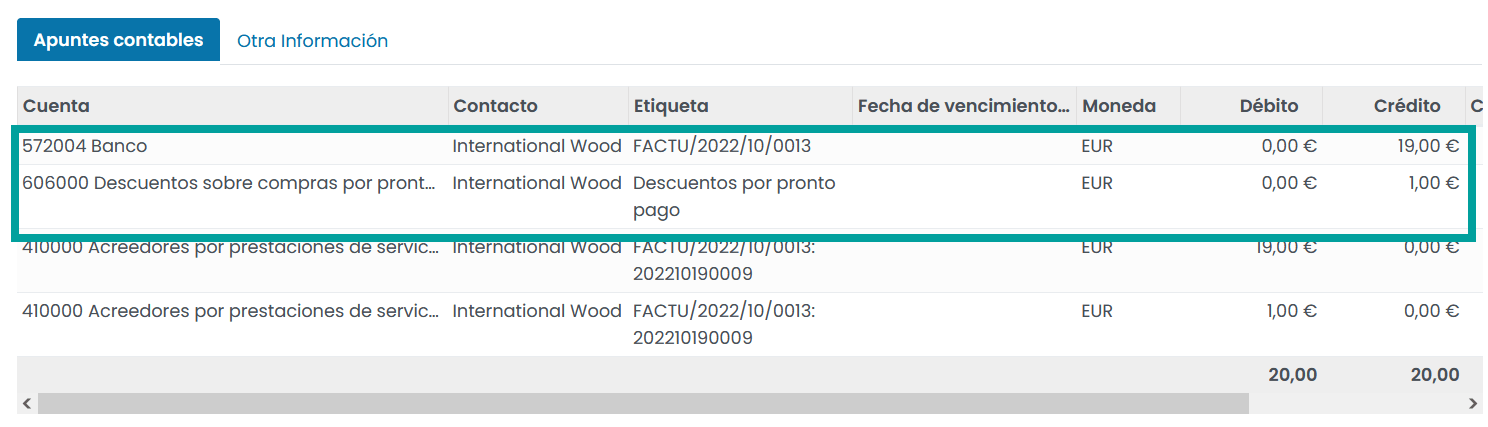 Apuntes contables Otra Información
Cuenta Contacto Etiqueta Fecha de vencimiento... Moneda Débito Crédito C
572004 Banco International Wood FACTU/2022/10/0013 EUR 0,00 € 19,00 €
606000 Descuentos sobre compras por pront... International Wood Descuentos por pronto EUR 0,00 € 1,00 €
pago
410000 Acreedores por prestaciones de servic... International Wood FACTU/2022/10/0013: EUR 19,00 € 0,00 €
202210190009
410000 Acreedores por prestaciones de servic... International Wood FACTU/2022/10/0013: EUR 1,00 € 0,00 €
202210190009
20,00 20,00